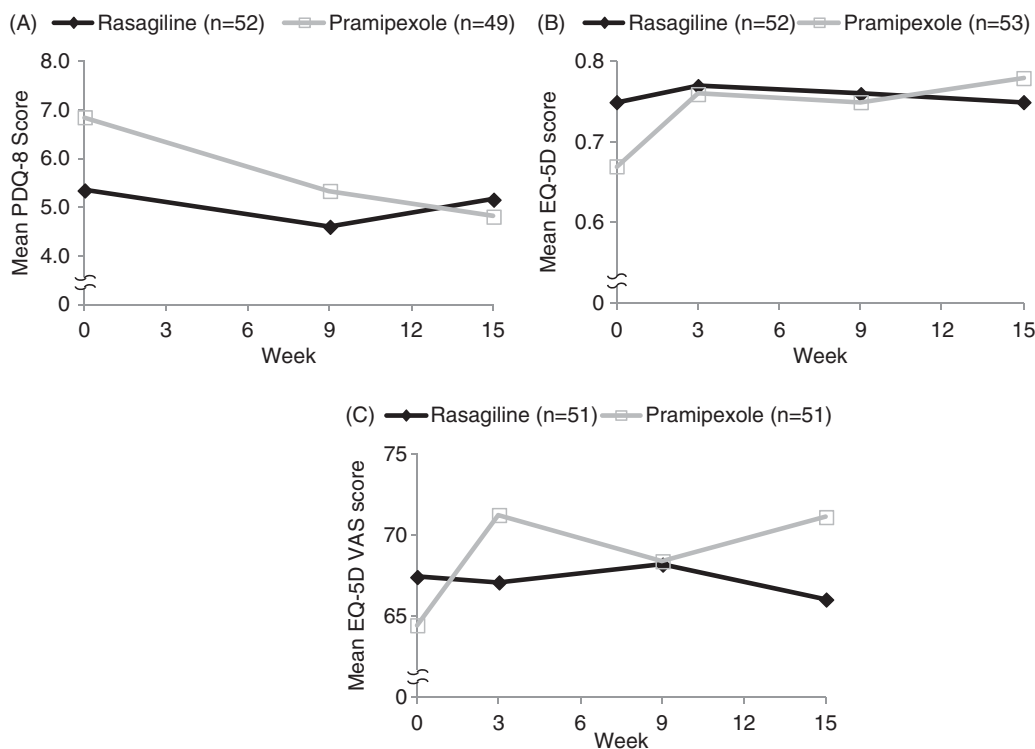 (A) Rasagiline (n=52) Pramipexole (n=49)
8.0
7.0
6.0
5.0
4.0
0
Mean PDQ-8 Score
0 3 6 9 12 15
Week
(B) Rasagiline (n=52) Pramipexole (n=53)
0.8
0.7
0.6
0
Mean EQ-5D score
0 3 6 9 12 15
Week
(C) Rasagiline (n=51) Pramipexole (n=51)
75
70
65
0
Mean EQ-5D VAS score
0 3 6 9 12 15
Week